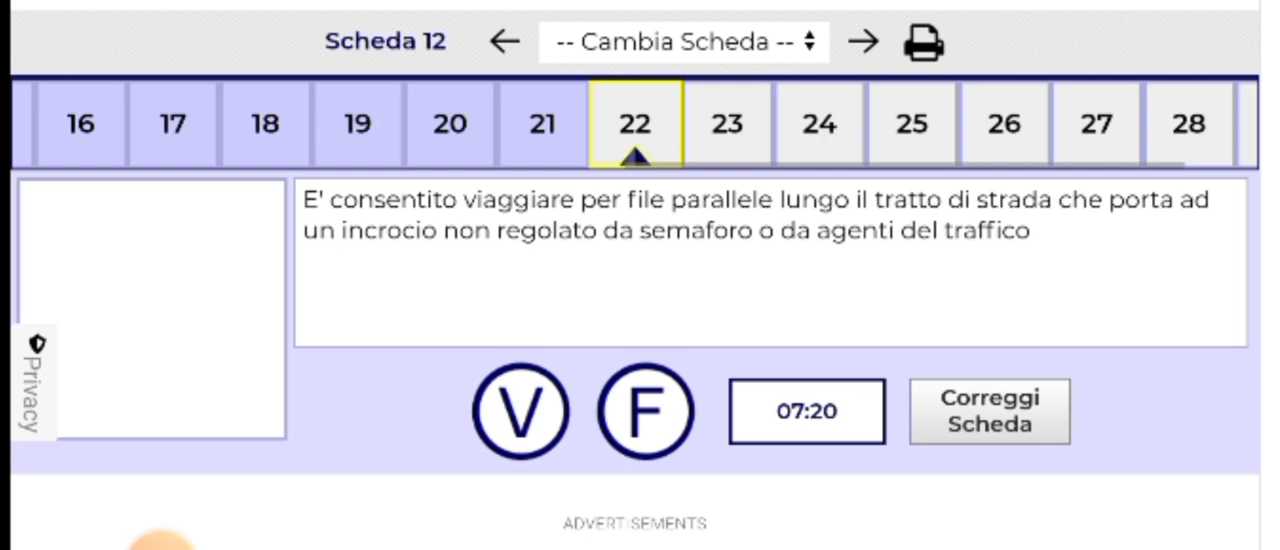 Scheda 12 ← -- Cambia Scheda -- →
16 17 18 19 20 21 22 23 24 25 26 27 28
E' consentito viaggiare per file parallele lungo il tratto di strada che porta ad
un incrocio non regolato da semaforo o da agenti del traffico
Privacy
V F 07:20 Correggi
Scheda
ADVERTISEMENTS